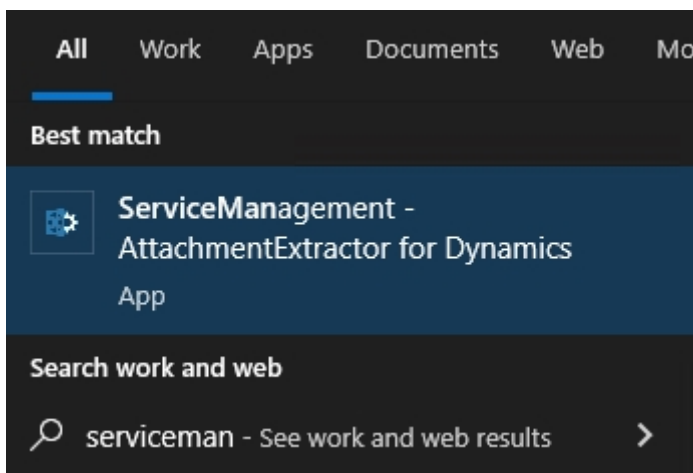 All Work Apps Documents Web Mo
Best match
ServiceManagement -
AttachmentExtractor for Dynamics
App
Search work and web
serviceman - See work and web results